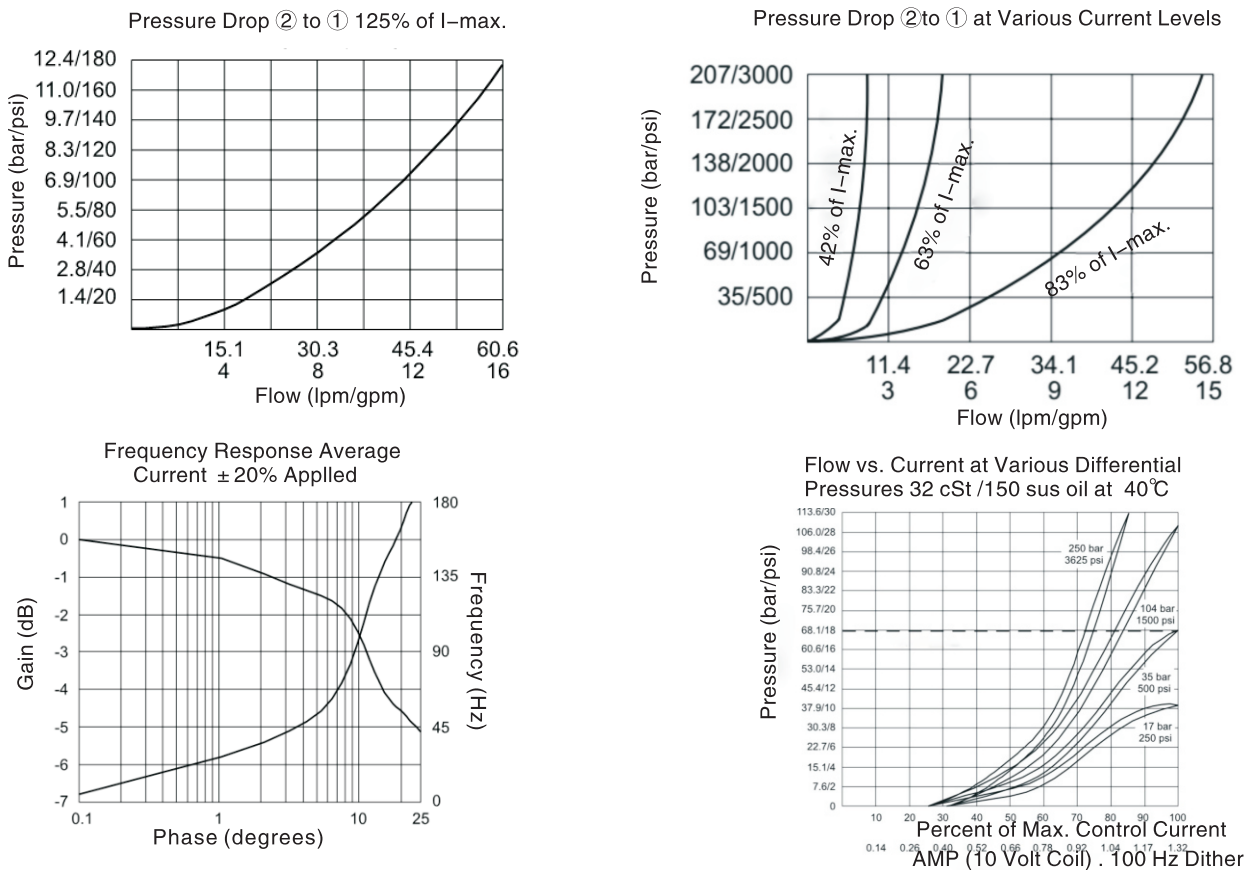 Pressure Drop ② to ① 125% of I-max.
12.4/180
11.0/160
9.7/140
8.3/120
6.9/100
5.5/80
4.1/60
2.8/40
1.4/20
Pressure (bar/psi)
15.1 30.3 45.4 60.6
4 8 12 16
Flow (lpm/gpm)
Pressure Drop ②to ① at Various Current Levels
207/3000
172/2500
138/2000
103/1500
69/1000
35/500
Pressure (bar/psi)
42% of I-max.
63% of I-max.
83% of I-max.
11.4 22.7 34.1 45.2 56.8
3 6 9 12 15
Flow (lpm/gpm)
Frequency Response Average
Current ±20% Applled
1
0
-1
-2
-3
-4
-5
-6
-7
Gain (dB)
180
135
90
45
0
Frequency (Hz)
0.1 1 10 25
Phase (degrees)
Flow vs. Current at Various Differential
Pressures 32 cSt /150 sus oil at 40℃
113.6/30
106.0/28
98.4/26
90.8/24
83.3/22
75.7/20
68.1/18
60.6/16
53.0/14
45.4/12
37.9/10
30.3/8
22.7/6
15.1/4
7.6/2
0
Pressure (bar/psi)
250 bar
3625 psi
104 bar
1500 psi
35 bar
500 psi
17 bar
250 psi
10 20 30 40 50 60 70 80 90 100
Percent of Max. Control Current
0.14 0.26 0.40 0.52 0.66 0.78 0.92 1.04 1.17 1.32
AMP (10 Volt Coil) . 100 Hz Dither